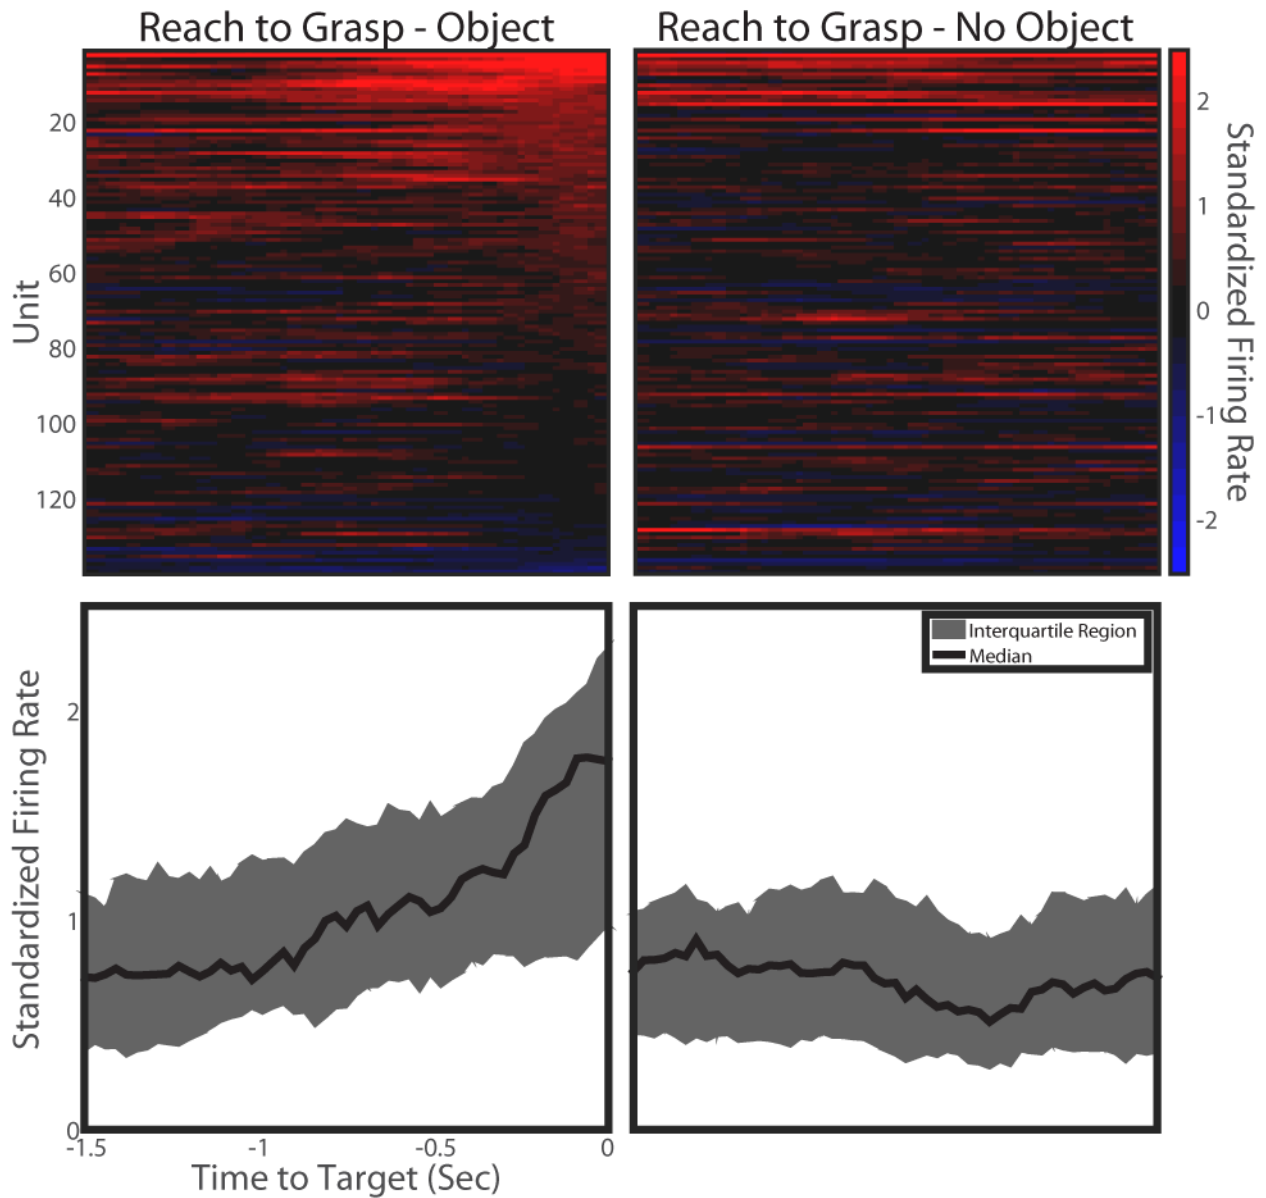 Reach to Grasp - Object
Reach to Grasp - No Object
20
40
60
80
100
120
Unit
2
1
0
-1
-2
Standardized Firing Rate
Interquartile Region
Median
Standardized Firing Rate
2
1
0
-1.5
-1
-0.5
0
Time to Target (Sec)